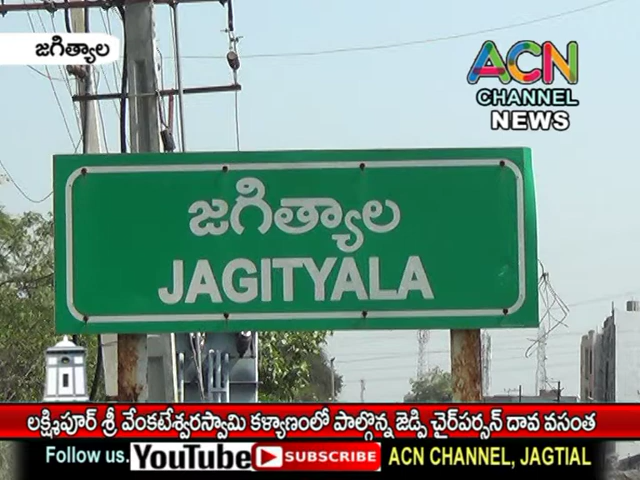 జగిత్యాల
ACN
CHANNEL
NEWS
జగిత్యాల
JAGITYALA
లక్ష్మిపూర్ శ్రీ వేంకటేశ్వరస్వామి కళ్యాణంలో పాల్గొన్న జెడ్పి చైర్‌పర్సన్ దావ వసంత
Follow us. YouTube SUBSCRIBE ACN CHANNEL, JAGTIAL